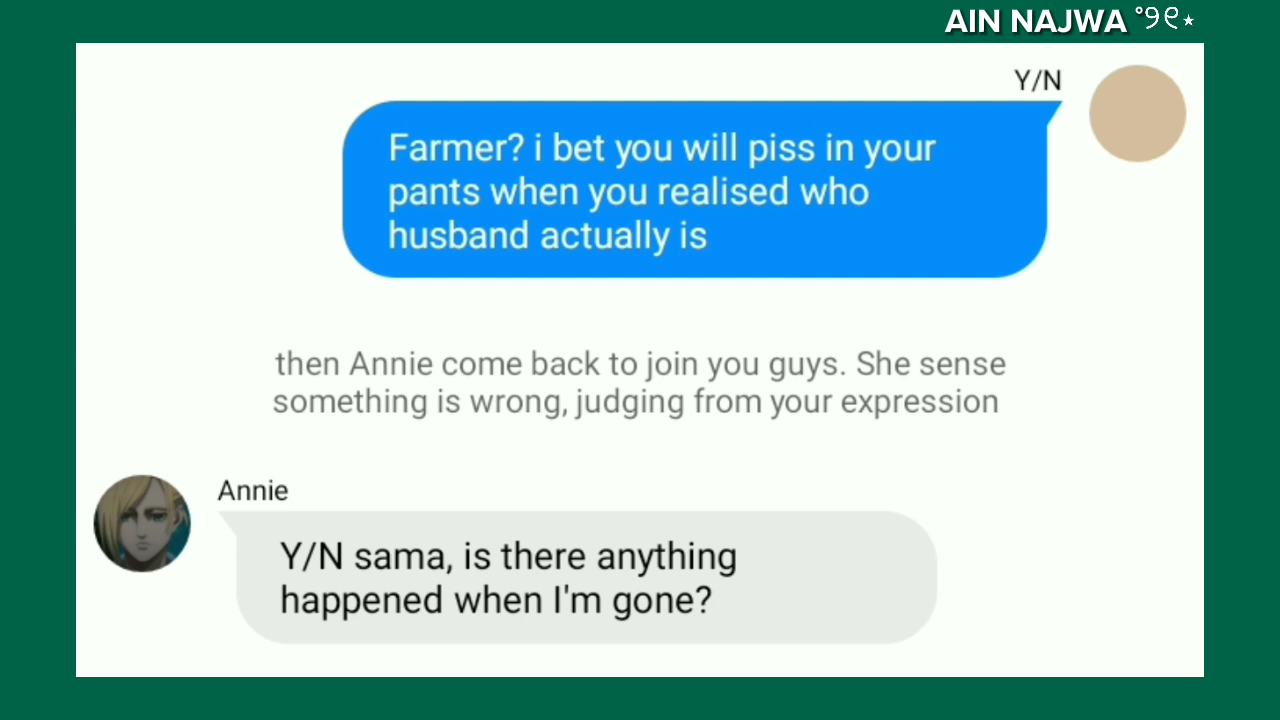 AIN NAJWA °୨୧⋆
Y/N
Farmer? i bet you will piss in your
pants when you realised who
husband actually is
then Annie come back to join you guys. She sense
something is wrong, judging from your expression
Annie
Y/N sama, is there anything
happened when I'm gone?